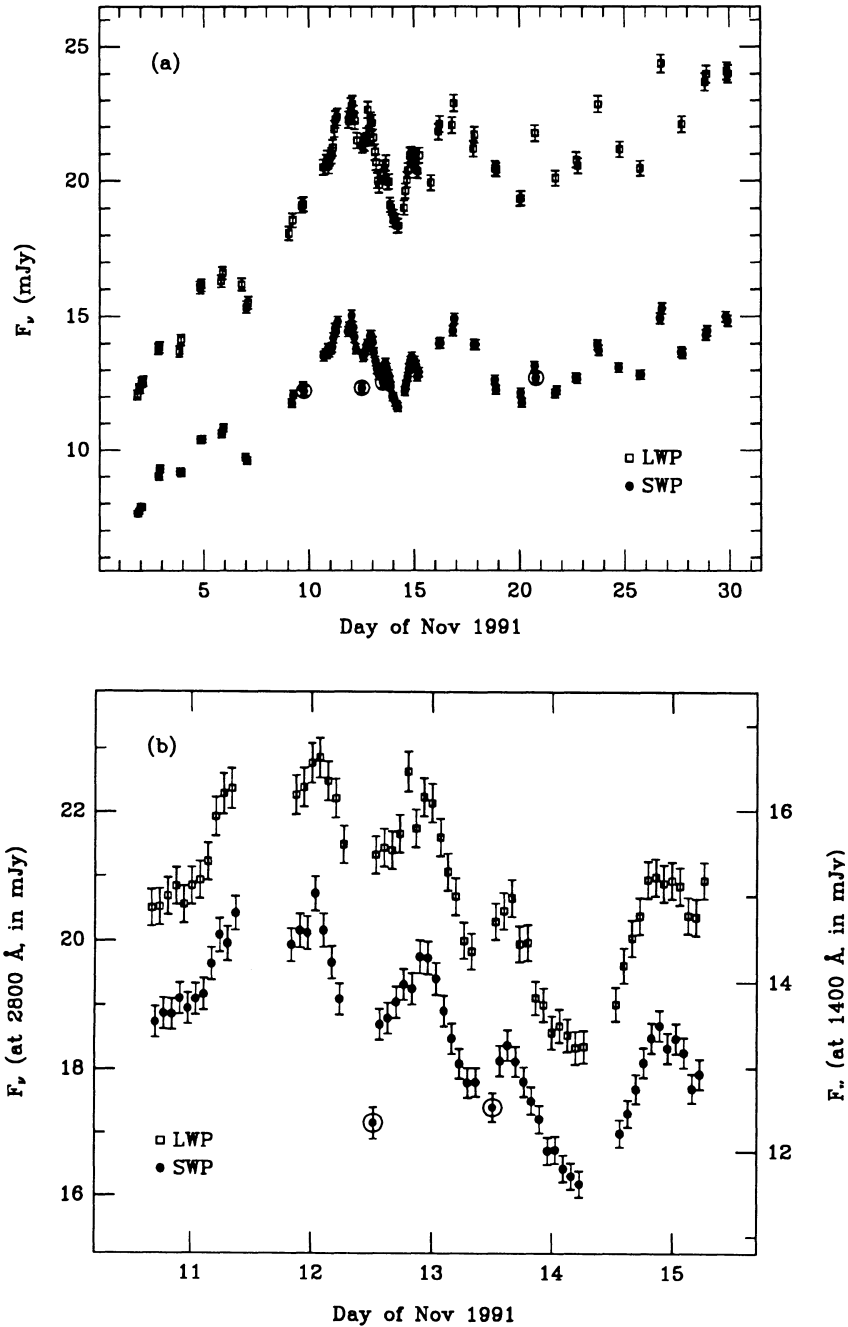 (a)
25
20
15
10
F_ν (mJy)
□ LWP
● SWP
5 10 15 20 25 30
Day of Nov 1991
(b)
22
20
18
16
F_ν (at 2800 Å, in mJy)
16
14
12
F_ν (at 1400 Å, in mJy)
□ LWP
● SWP
11 12 13 14 15
Day of Nov 1991